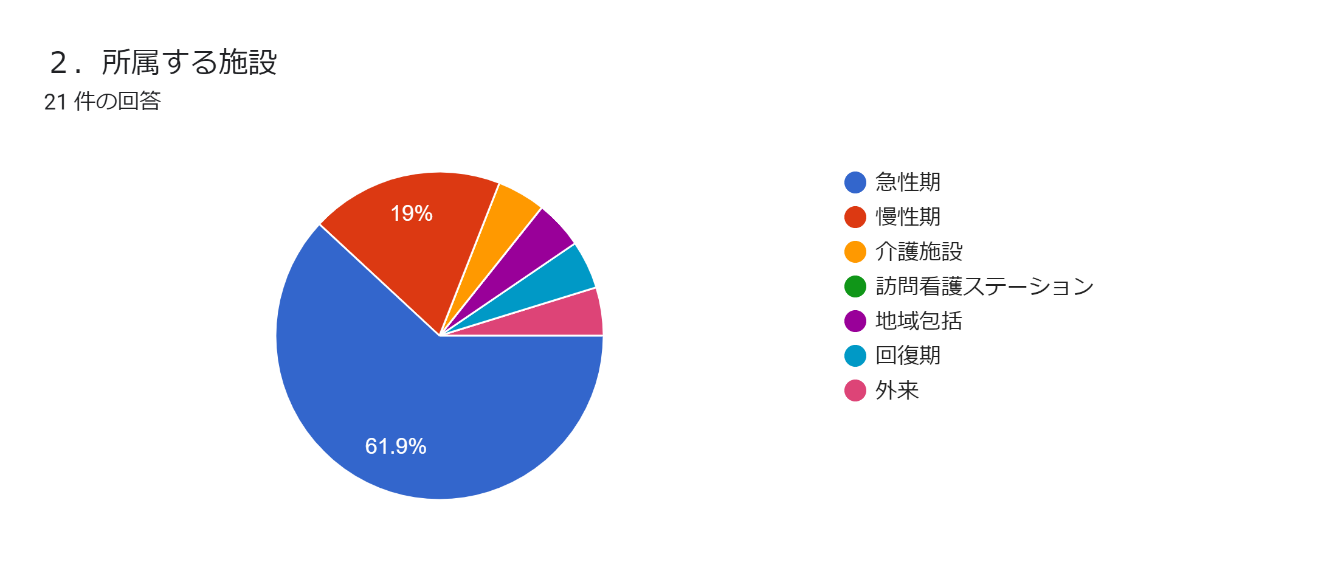 ２．所属する施設
21 件の回答
急性期
慢性期
介護施設
訪問看護ステーション
地域包括
回復期
外来
19%
61.9%